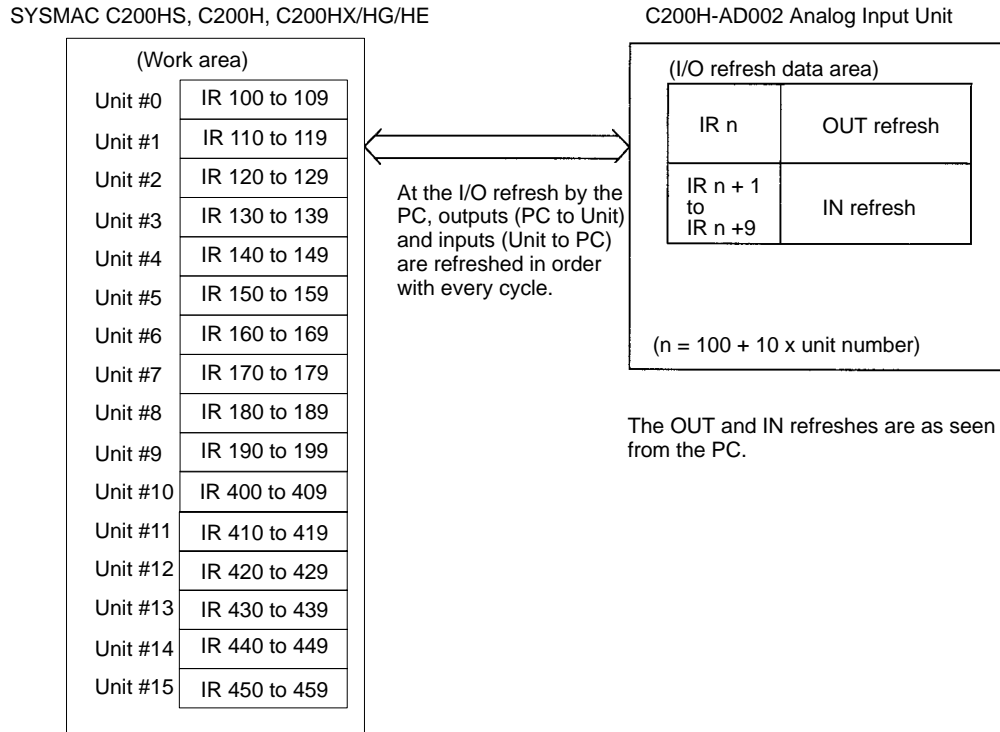 SYSMAC C200HS, C200H, C200HX/HG/HE
(Work area)
Unit #0 IR 100 to 109
Unit #1 IR 110 to 119
Unit #2 IR 120 to 129
Unit #3 IR 130 to 139
Unit #4 IR 140 to 149
Unit #5 IR 150 to 159
Unit #6 IR 160 to 169
Unit #7 IR 170 to 179
Unit #8 IR 180 to 189
Unit #9 IR 190 to 199
Unit #10 IR 400 to 409
Unit #11 IR 410 to 419
Unit #12 IR 420 to 429
Unit #13 IR 430 to 439
Unit #14 IR 440 to 449
Unit #15 IR 450 to 459
At the I/O refresh by the
PC, outputs (PC to Unit)
and inputs (Unit to PC)
are refreshed in order
with every cycle.
C200H-AD002 Analog Input Unit
(I/O refresh data area)
IR n OUT refresh
IR n + 1
to
IR n +9
IN refresh
(n = 100 + 10 x unit number)
The OUT and IN refreshes are as seen
from the PC.